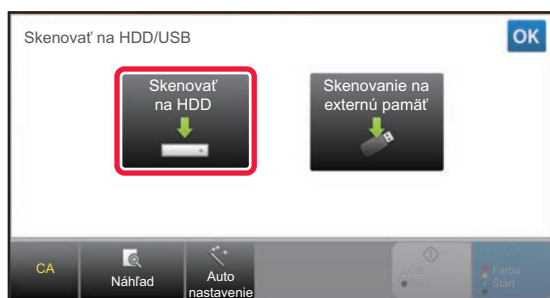 Skenovať na HDD/USB
OK
Skenovať
na HDD
Skenovanie na
externú pamäť
CA
Náhľad
Auto
nastavenie
Farba
Štart